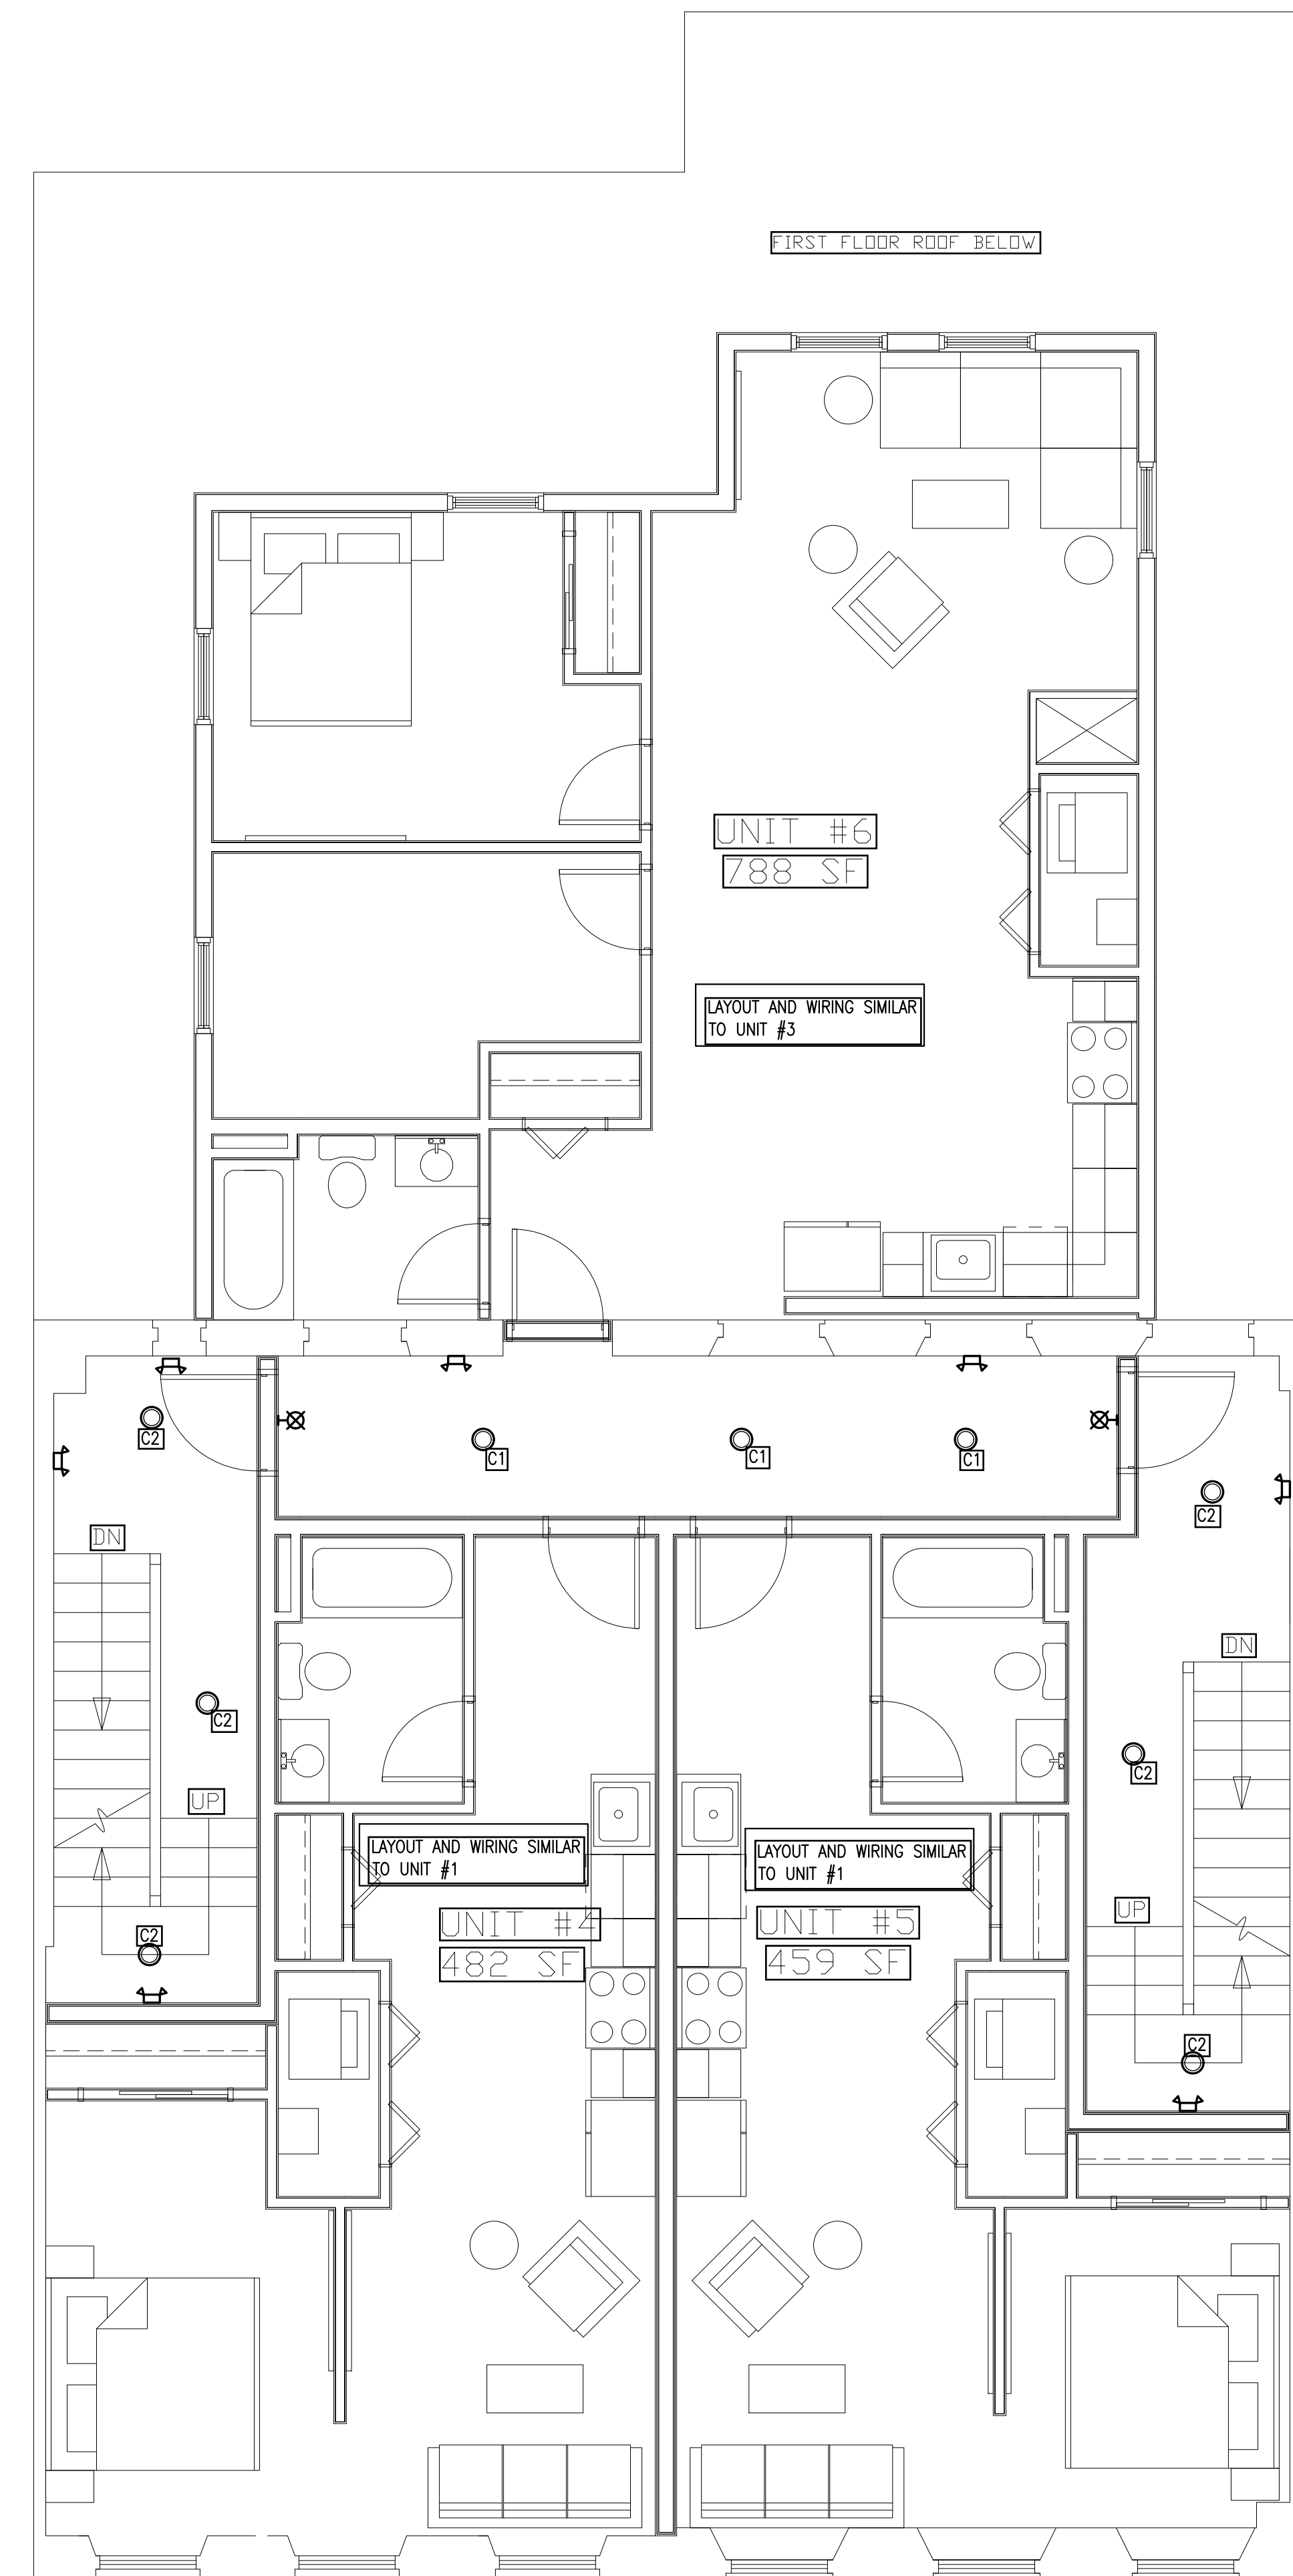 FIRST FLOOR ROOF BELOW
UNIT #6
788 SF
LAYOUT AND WIRING SIMILAR
TO UNIT #3
C2
C1
C1
C1
C2
DN
DN
C2
C2
UP
LAYOUT AND WIRING SIMILAR
TO UNIT #1
LAYOUT AND WIRING SIMILAR
TO UNIT #1
UP
UNIT #4
482 SF
UNIT #5
459 SF
C2
C2